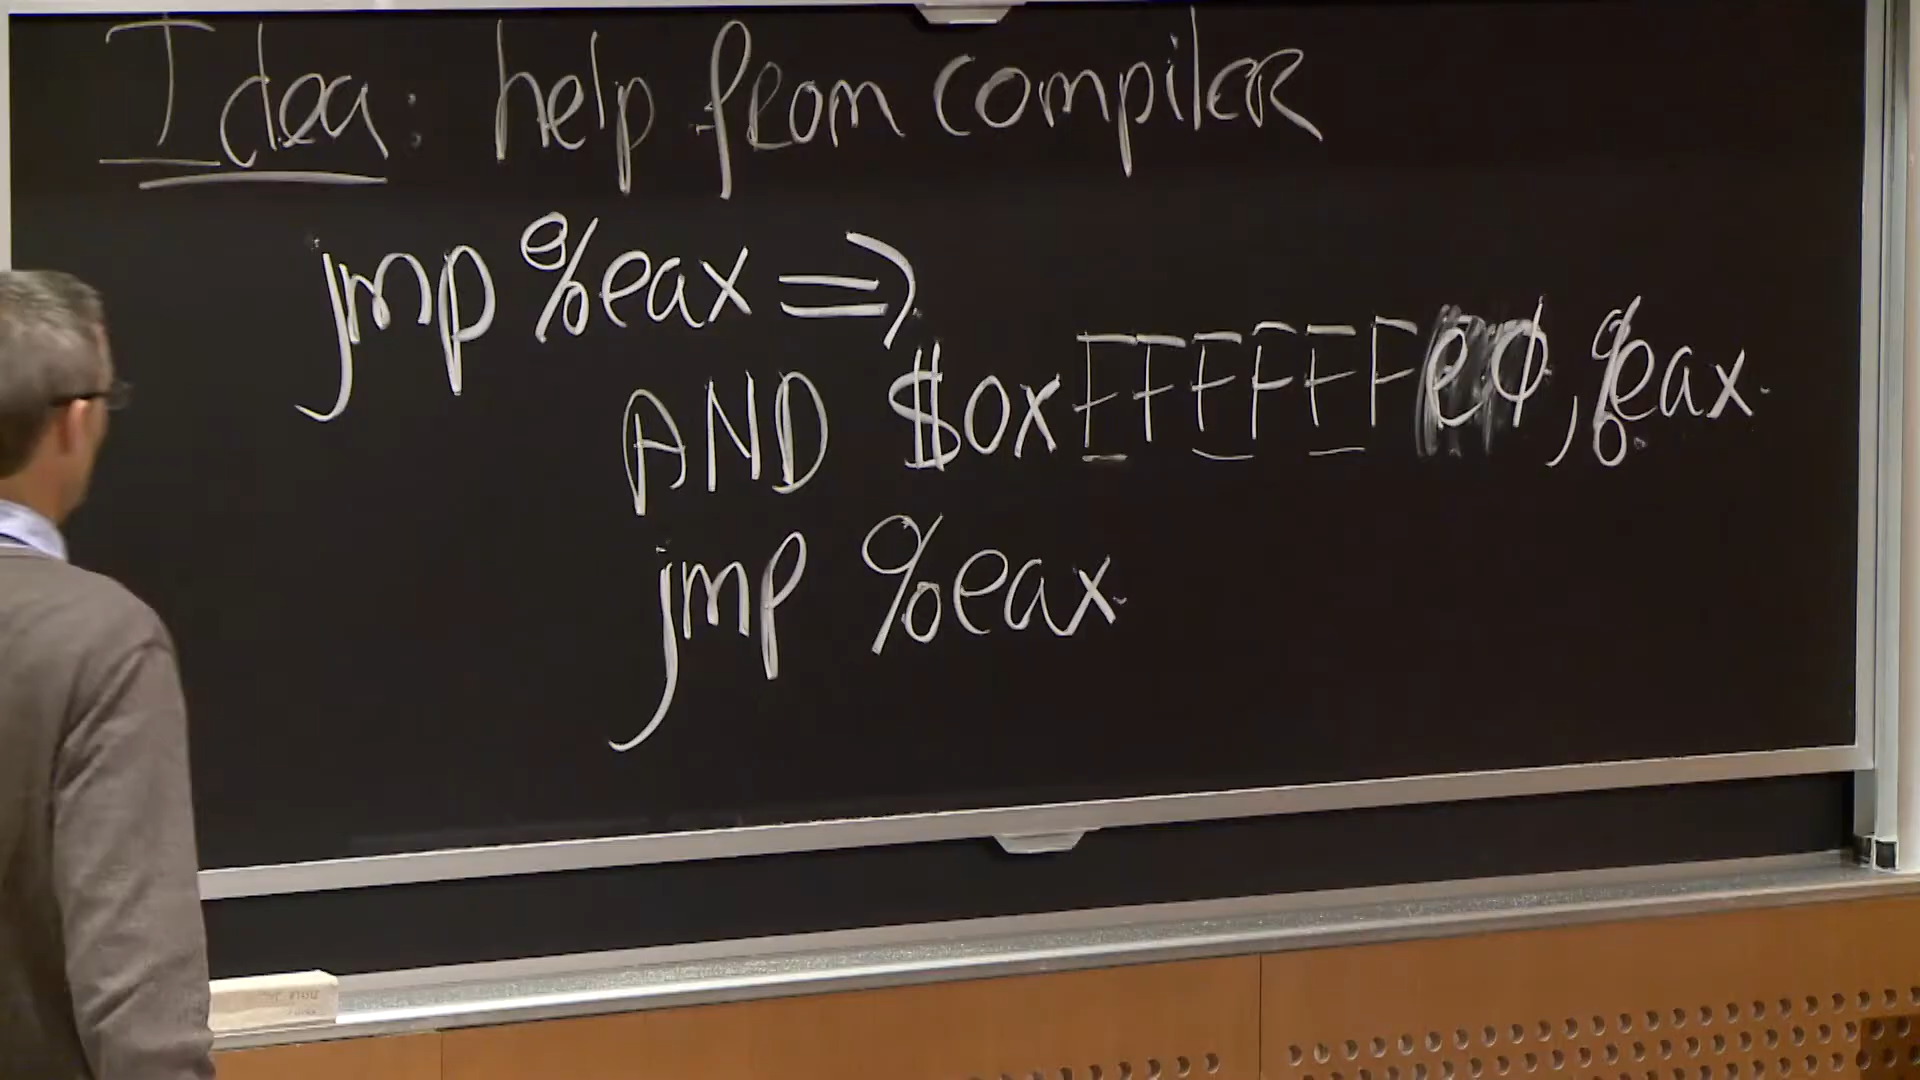 Idea: help from compiler
jmp %eax ⇒
AND $0xFFFFFFe0, %eax
jmp %eax